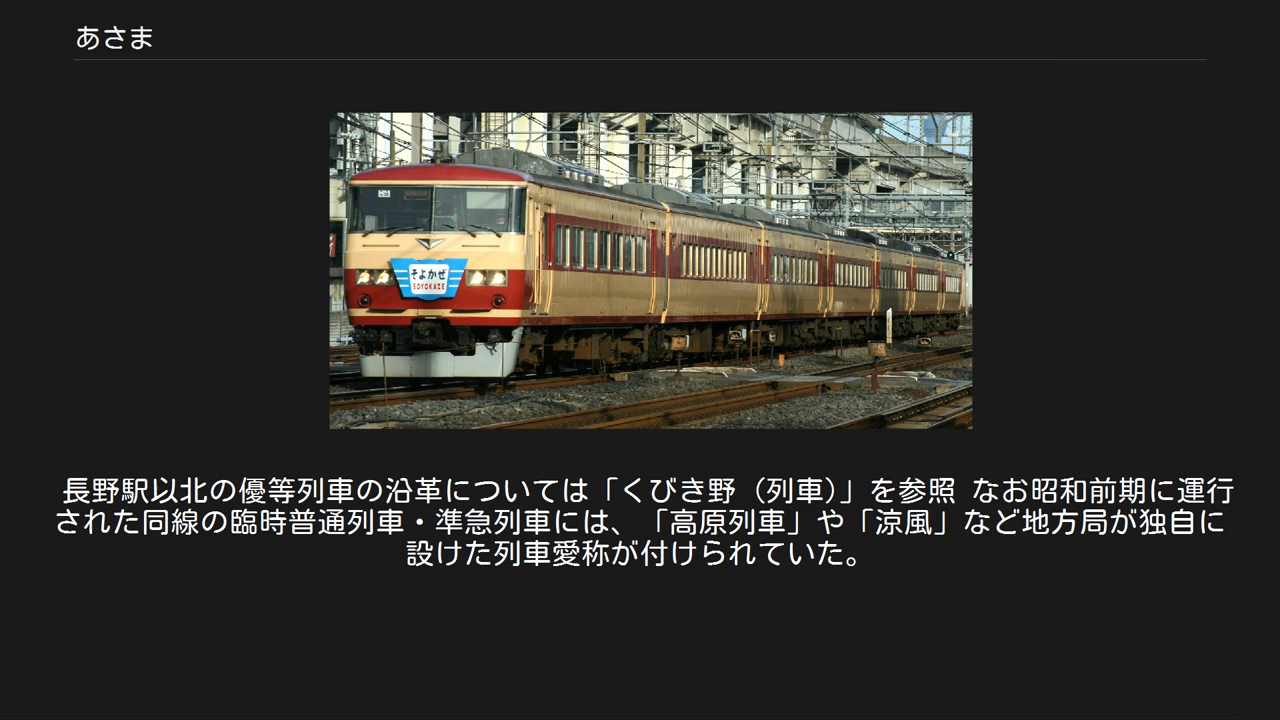 あさま
そよかぜ
SOYOKAZE
長野駅以北の優等列車の沿革については「くびき野（列車）」を参照 なお昭和前期に運行
された同線の臨時普通列車・準急列車には、「高原列車」や「涼風」など地方局が独自に
設けた列車愛称が付けられていた。